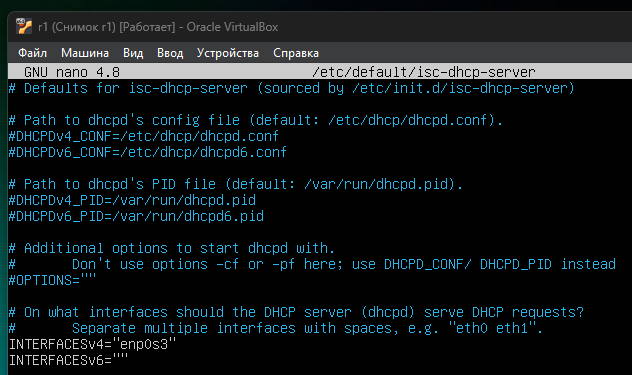 r1 (Снимок r1) [Работает] - Oracle VirtualBox
Файл Машина Вид Ввод Устройства Справка
GNU nano 4.8 /etc/default/isc-dhcp-server
# Defaults for isc-dhcp-server (sourced by /etc/init.d/isc-dhcp-server)
# Path to dhcpd's config file (default: /etc/dhcp/dhcpd.conf).
#DHCPDv4_CONF=/etc/dhcp/dhcpd.conf
#DHCPDv6_CONF=/etc/dhcp/dhcpd6.conf
# Path to dhcpd's PID file (default: /var/run/dhcpd.pid).
#DHCPDv4_PID=/var/run/dhcpd.pid
#DHCPDv6_PID=/var/run/dhcpd6.pid
# Additional options to start dhcpd with.
#       Don't use options -cf or -pf here; use DHCPD_CONF/ DHCPD_PID instead
#OPTIONS=""
# On what interfaces should the DHCP server (dhcpd) serve DHCP requests?
#       Separate multiple interfaces with spaces, e.g. "eth0 eth1".
INTERFACESv4="enp0s3"
INTERFACESv6=""